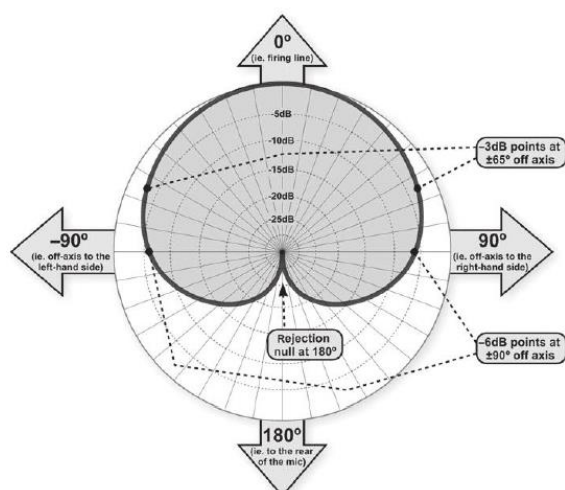 0º
(ie. firing line)
-5dB
-10dB
-15dB
-20dB
-25dB
–3dB points at
±65º off axis
–90º
(ie. off-axis to the
left-hand side)
90º
(ie. off-axis to the
right-hand side)
Rejection
null at 180º
–6dB points at
±90º off axis
180º
(ie. to the rear
of the mic)